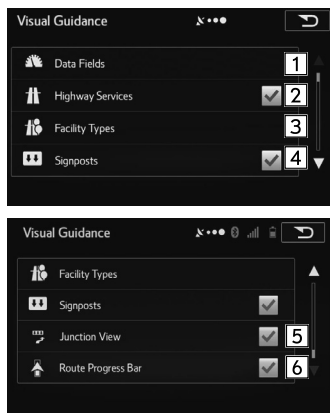 Visual Guidance
Data Fields 1
Highway Services 2
Facility Types 3
Signposts 4
Visual Guidance
Facility Types
Signposts
Junction View 5
Route Progress Bar 6